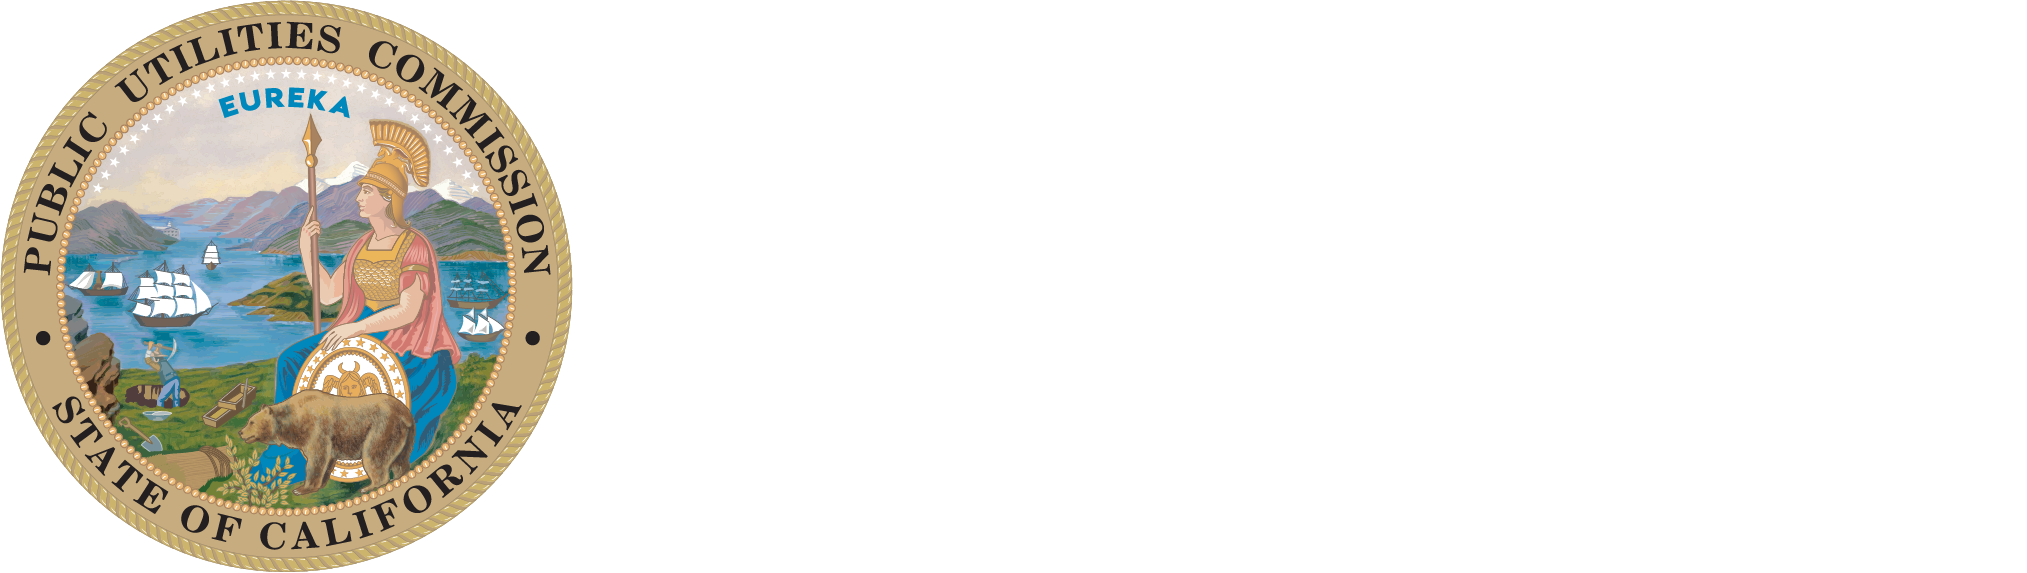 PUBLIC UTILITIES COMMISSION
EUREKA
STATE OF CALIFORNIA